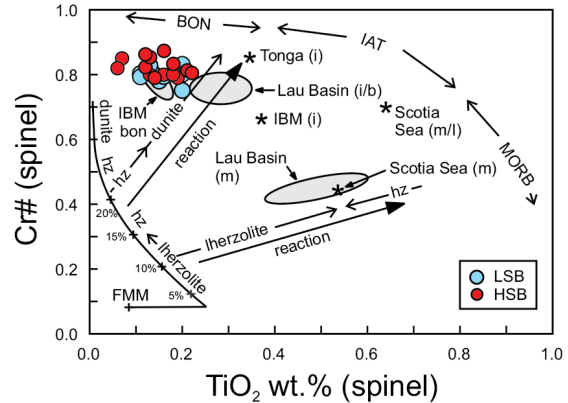 BON
IAT
MORB
Tonga (i)
Lau Basin (i/b)
IBM (i)
Scotia
Sea (m/l)
IBM
bon
dunite
hz
dunite
hz
reaction
Lau Basin
(m)
Scotia Sea (m)
hz
lherzolite
reaction
hz
lherzolite
20%
15%
10%
5%
FMM
LSB
HSB
1.0
0.8
0.6
0.4
0.2
0.0
0.0
0.2
0.4
0.6
0.8
1.0
Cr# (spinel)
TiO2 wt.% (spinel)